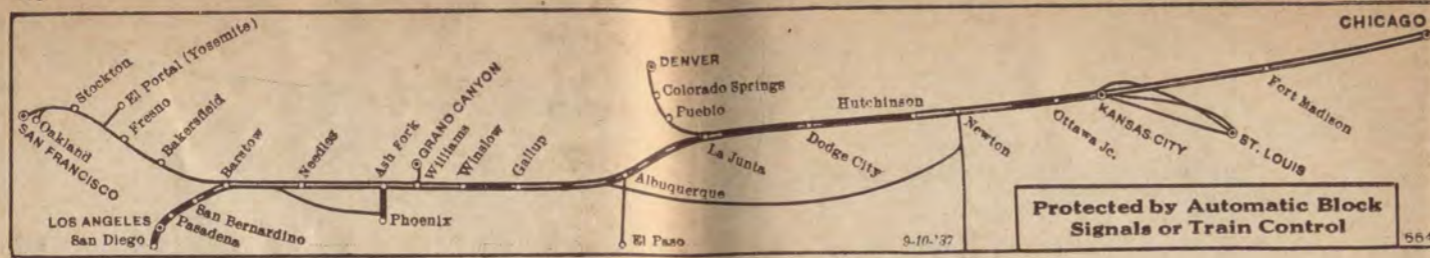 CHICAGO
DENVER
Colorado Springs
Pueblo
Stockton
El Portal (Yosemite)
Fresno
Bakersfield
Oakland
SAN FRANCISCO
Barstow
Needles
Ash Fork
GRAND CANYON
Williams
Winslow
Gallup
Albuquerque
La Junta
Dodge City
Hutchinson
Newton
Ottawa Jc.
KANSAS CITY
ST. LOUIS
Fort Madison
LOS ANGELES
San Diego
Pasadena
San Bernardino
Phoenix
El Paso
9-10-'37
Protected by Automatic Block
Signals or Train Control